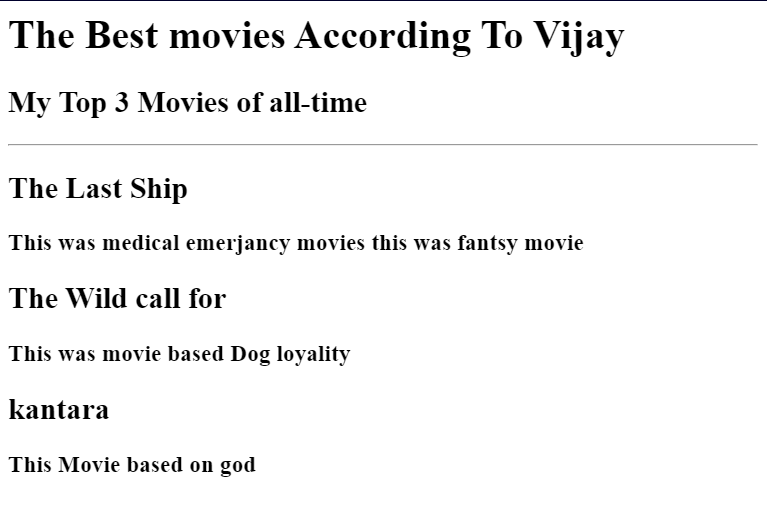 The Best movies According To Vijay
My Top 3 Movies of all-time
The Last Ship
This was medical emerjancy movies this was fantsy movie
The Wild call for
This was movie based Dog loyality
kantara
This Movie based on god